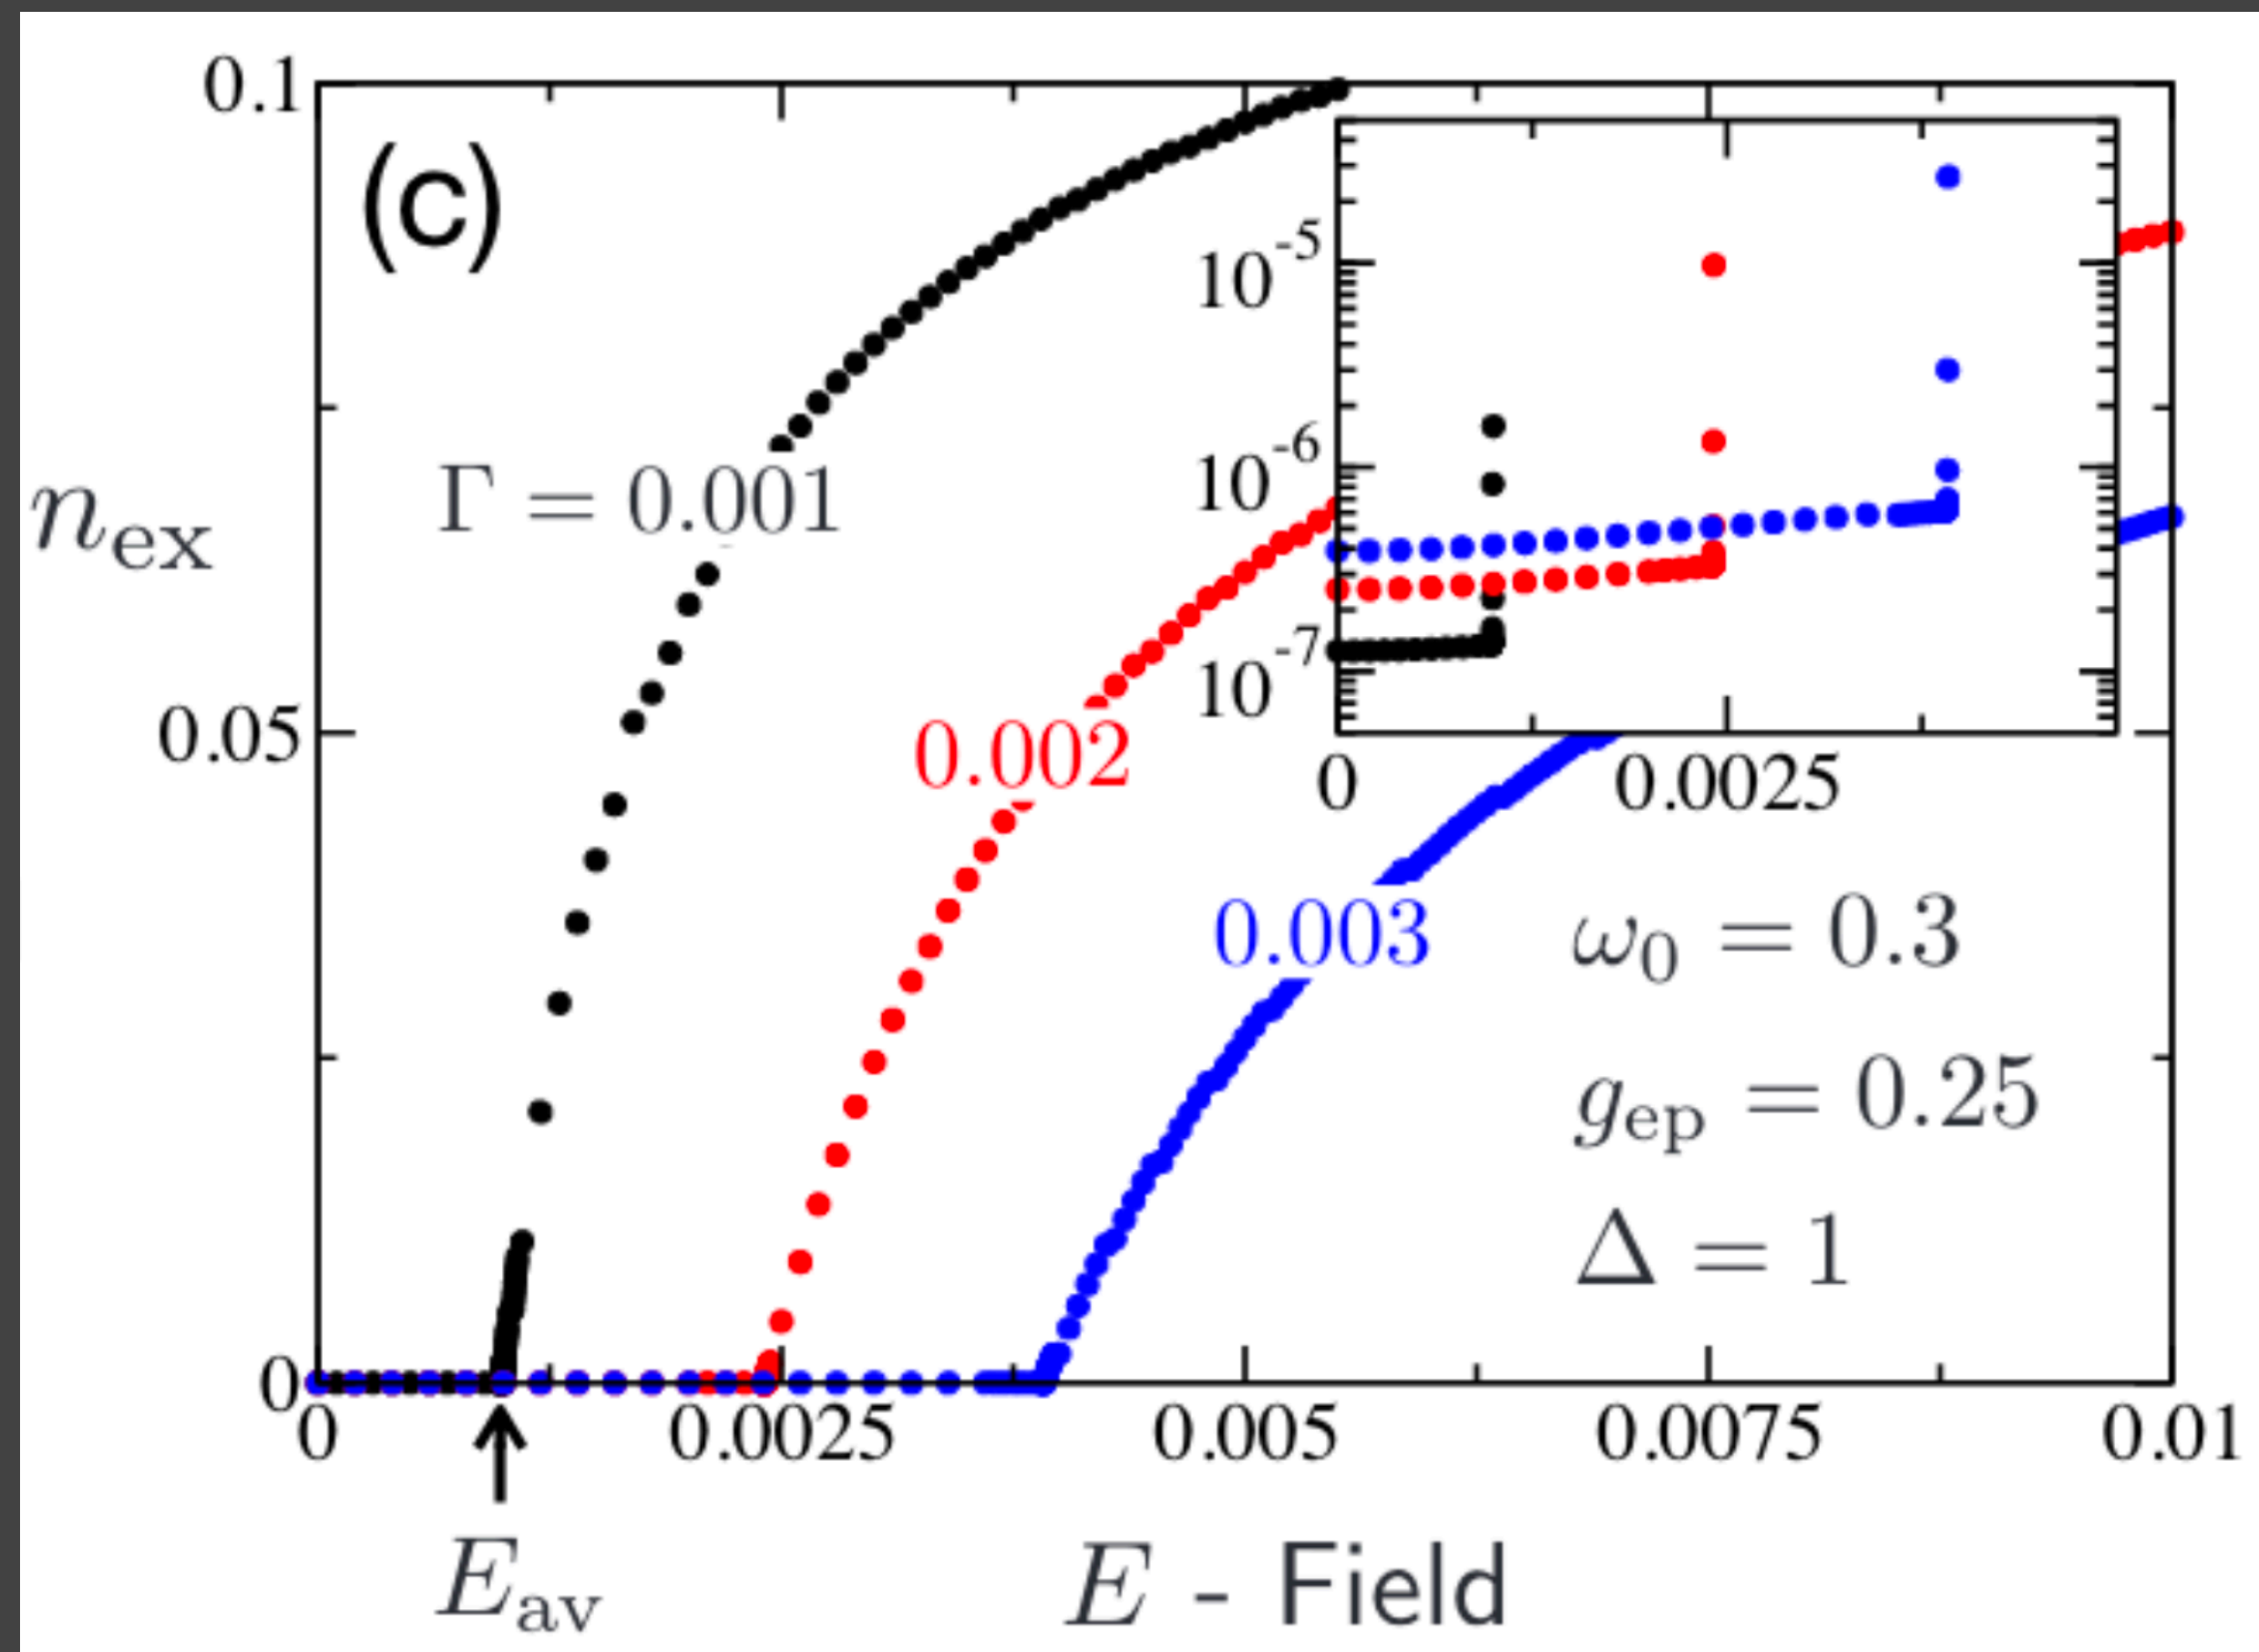 0.1
(c)
10^-5
Γ = 0.001
10^-6
n_ex
10^-7
0.05
0.002
0 0.0025
0.003
ω_0 = 0.3
g_ep = 0.25
Δ = 1
0
0 0.0025 0.005 0.0075 0.01
E_av
E - Field